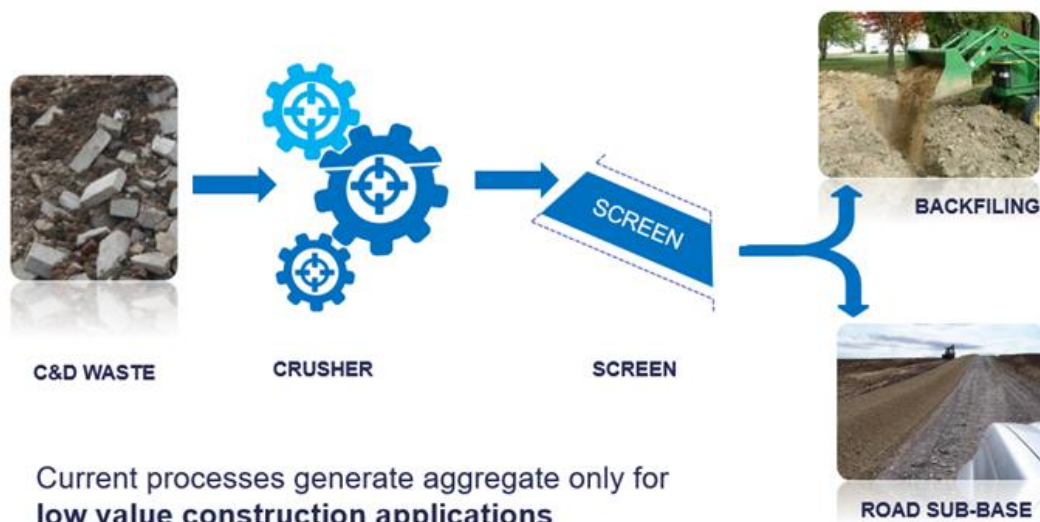 SCREEN
BACKFILING
C&D WASTE
CRUSHER
SCREEN
Current processes generate aggregate only for
low value construction applications
ROAD SUB-BASE